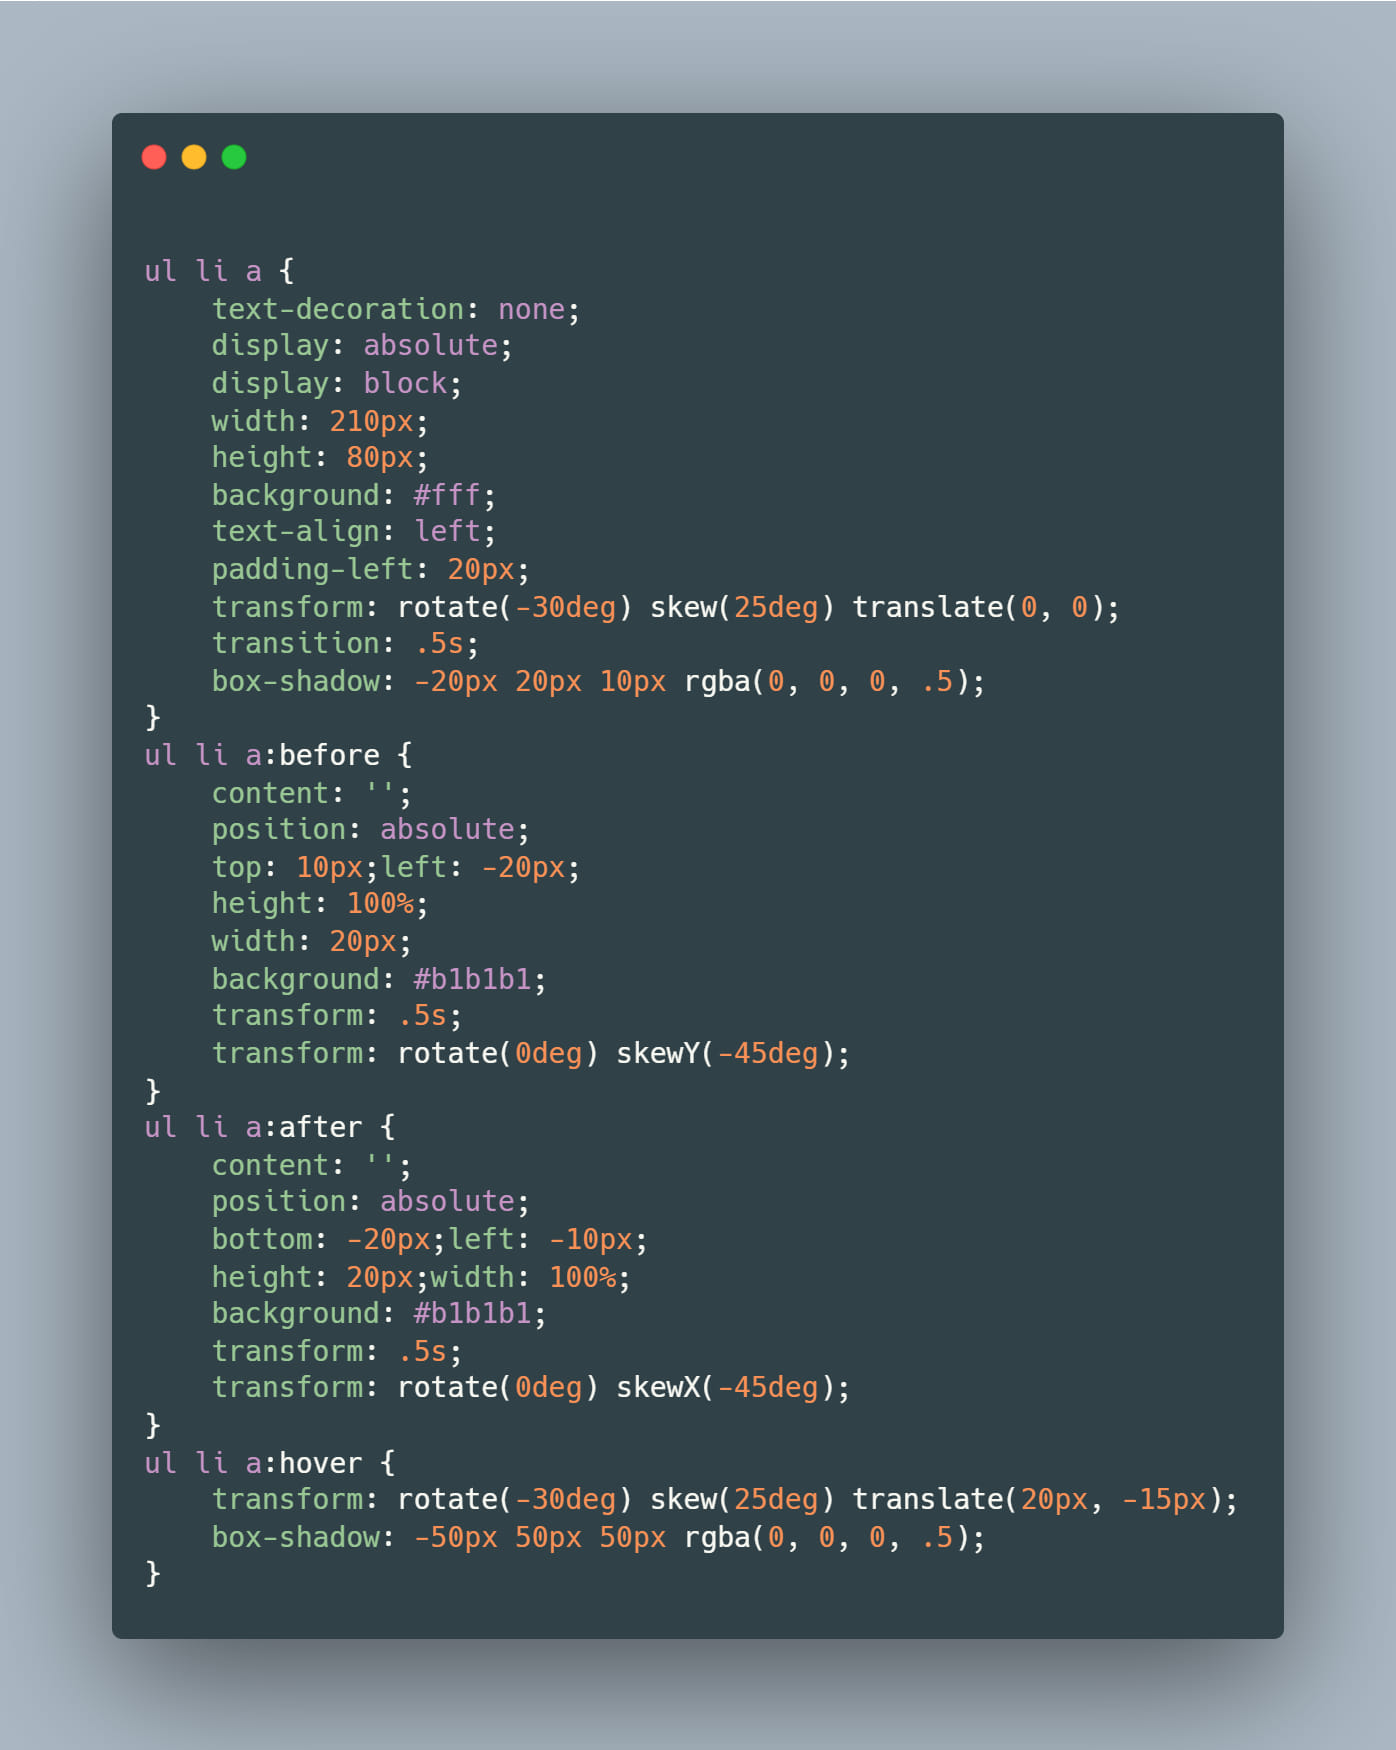 ul li a {
    text-decoration: none;
    display: absolute;
    display: block;
    width: 210px;
    height: 80px;
    background: #fff;
    text-align: left;
    padding-left: 20px;
    transform: rotate(-30deg) skew(25deg) translate(0, 0);
    transition: .5s;
    box-shadow: -20px 20px 10px rgba(0, 0, 0, .5);
}
ul li a:before {
    content: '';
    position: absolute;
    top: 10px;left: -20px;
    height: 100%;
    width: 20px;
    background: #b1b1b1;
    transform: .5s;
    transform: rotate(0deg) skewY(-45deg);
}
ul li a:after {
    content: '';
    position: absolute;
    bottom: -20px;left: -10px;
    height: 20px;width: 100%;
    background: #b1b1b1;
    transform: .5s;
    transform: rotate(0deg) skewX(-45deg);
}
ul li a:hover {
    transform: rotate(-30deg) skew(25deg) translate(20px, -15px);
    box-shadow: -50px 50px 50px rgba(0, 0, 0, .5);
}